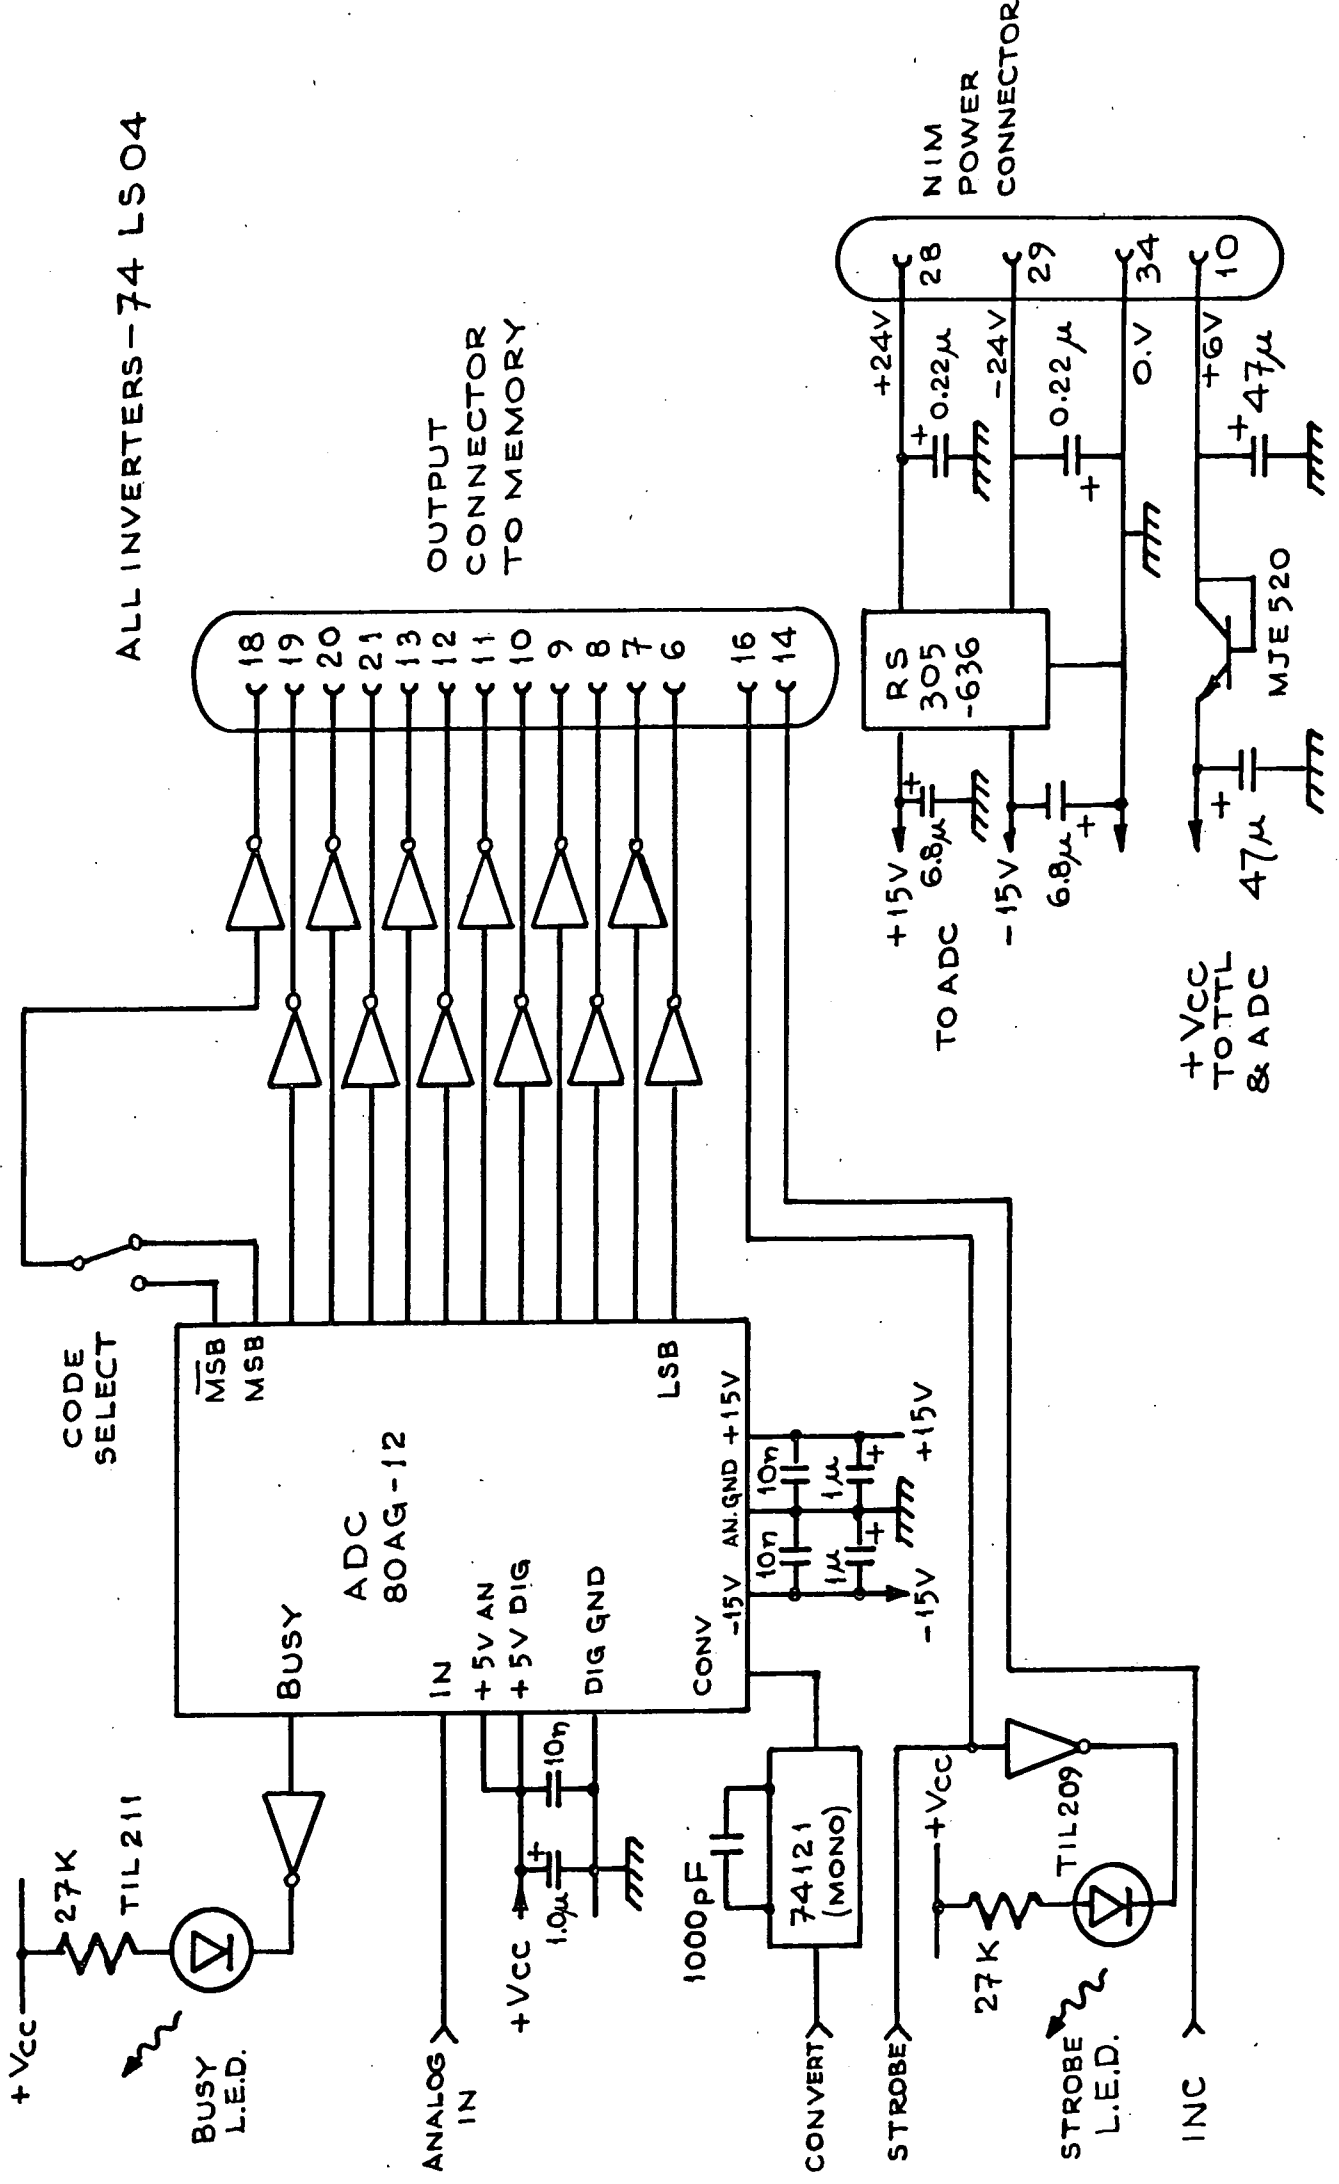 ALL INVERTERS-74 LS04
+VCC
27K
TIL211
BUSY
L.E.D.
CODE
SELECT
MSB
MSB
BUSY
ADC
80AG-12
IN
+5V AN
+5V DIG
DIG GND
CONV
LSB
-15V
AN.GND
+15V
ANALOG
IN
+VCC
1.0µ
+
10n
10n
10n
1µ
+
1µ
+
-15V
+15V
1000pF
74121
(MONO)
CONVERT
STROBE
+VCC
27K
TIL209
STROBE
L.E.D.
INC
OUTPUT
CONNECTOR
TO MEMORY
18
19
20
21
13
12
11
10
9
8
7
6
16
14
NIM
POWER
CONNECTOR
28
29
34
10
+24V
-24V
0.V
+6V
+
0.22µ
0.22µ
+
+
47µ
RS
305
-636
MJE520
+15V
TO ADC
-15V
+
6.8µ
6.8µ
+
+
47µ
+VCC
TO TTL
& ADC